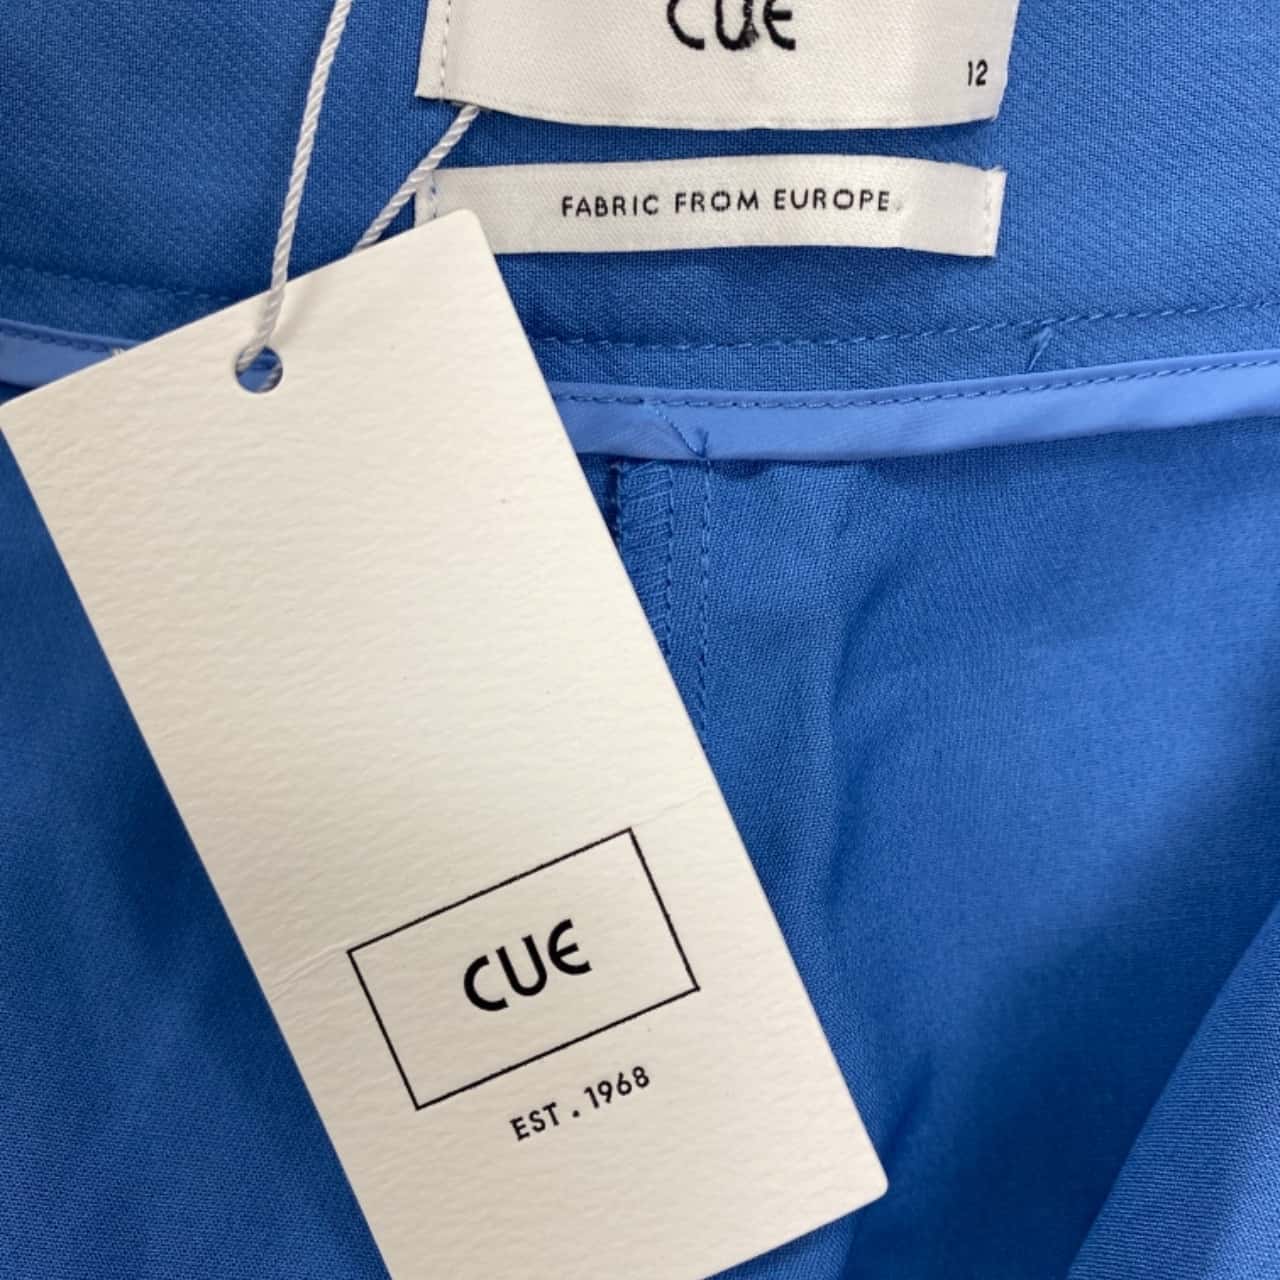 CUE
12
FABRIC FROM EUROPE
CUE
EST . 1968